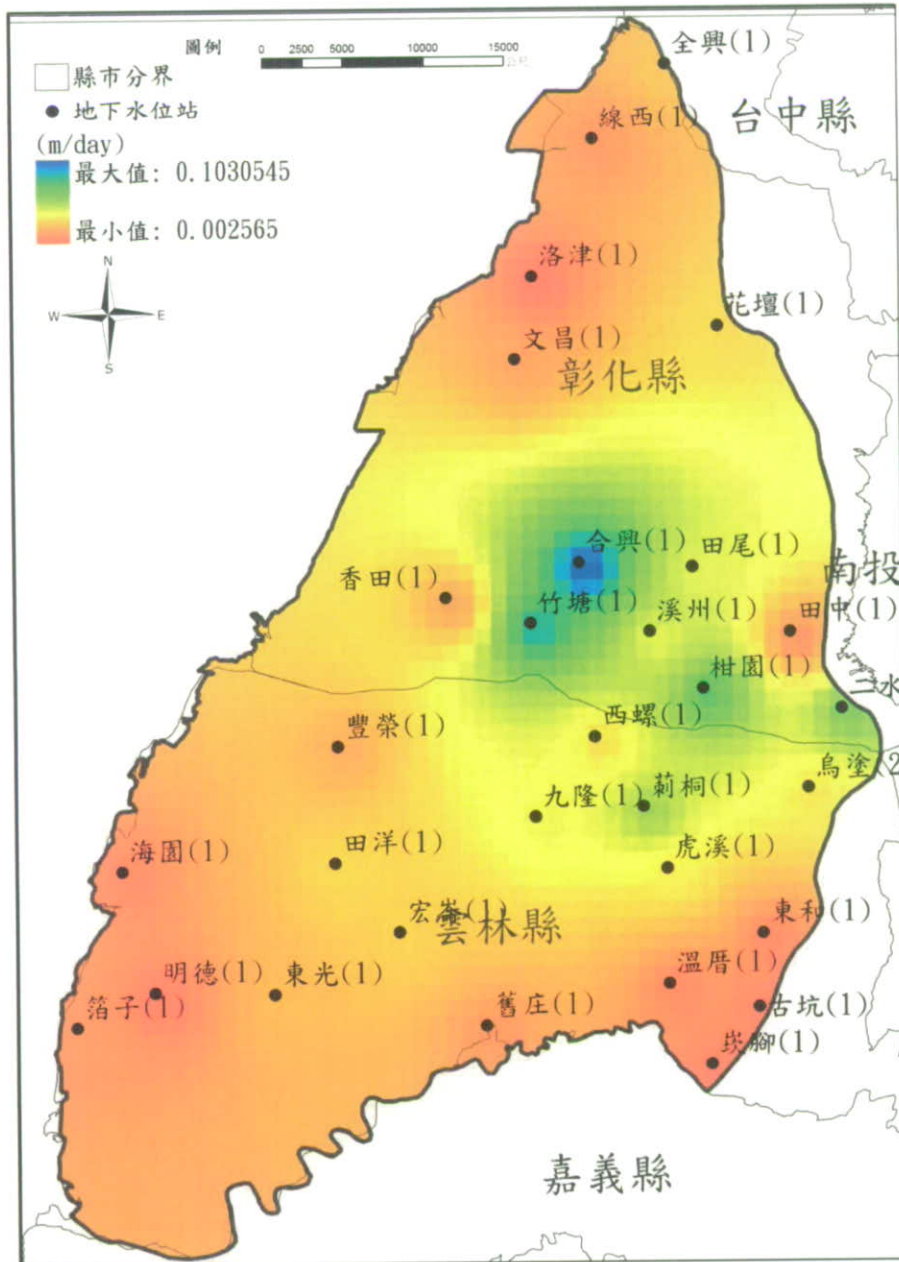 圖例
0 2500 5000 10000 15000
縣市分界
地下水位站
(m/day)
最大值: 0.1030545
最小值: 0.002565
N
W E
S
全興(1)
線西(1)
台中縣
洛津(1)
花壇(1)
文昌(1)
彰化縣
合興(1)
田尾(1)
南投
香田(1)
竹塘(1)
溪州(1)
田中(1)
柑園(1)
二水
西螺(1)
豐榮(1)
烏塗(2
九隆(1)
莿桐(1)
田洋(1)
虎溪(1)
海園(1)
宏崙(1)
雲林縣
東和(1)
溫厝(1)
明德(1)
東光(1)
舊庄(1)
古坑(1)
箔子(1)
崁腳(1)
嘉義縣